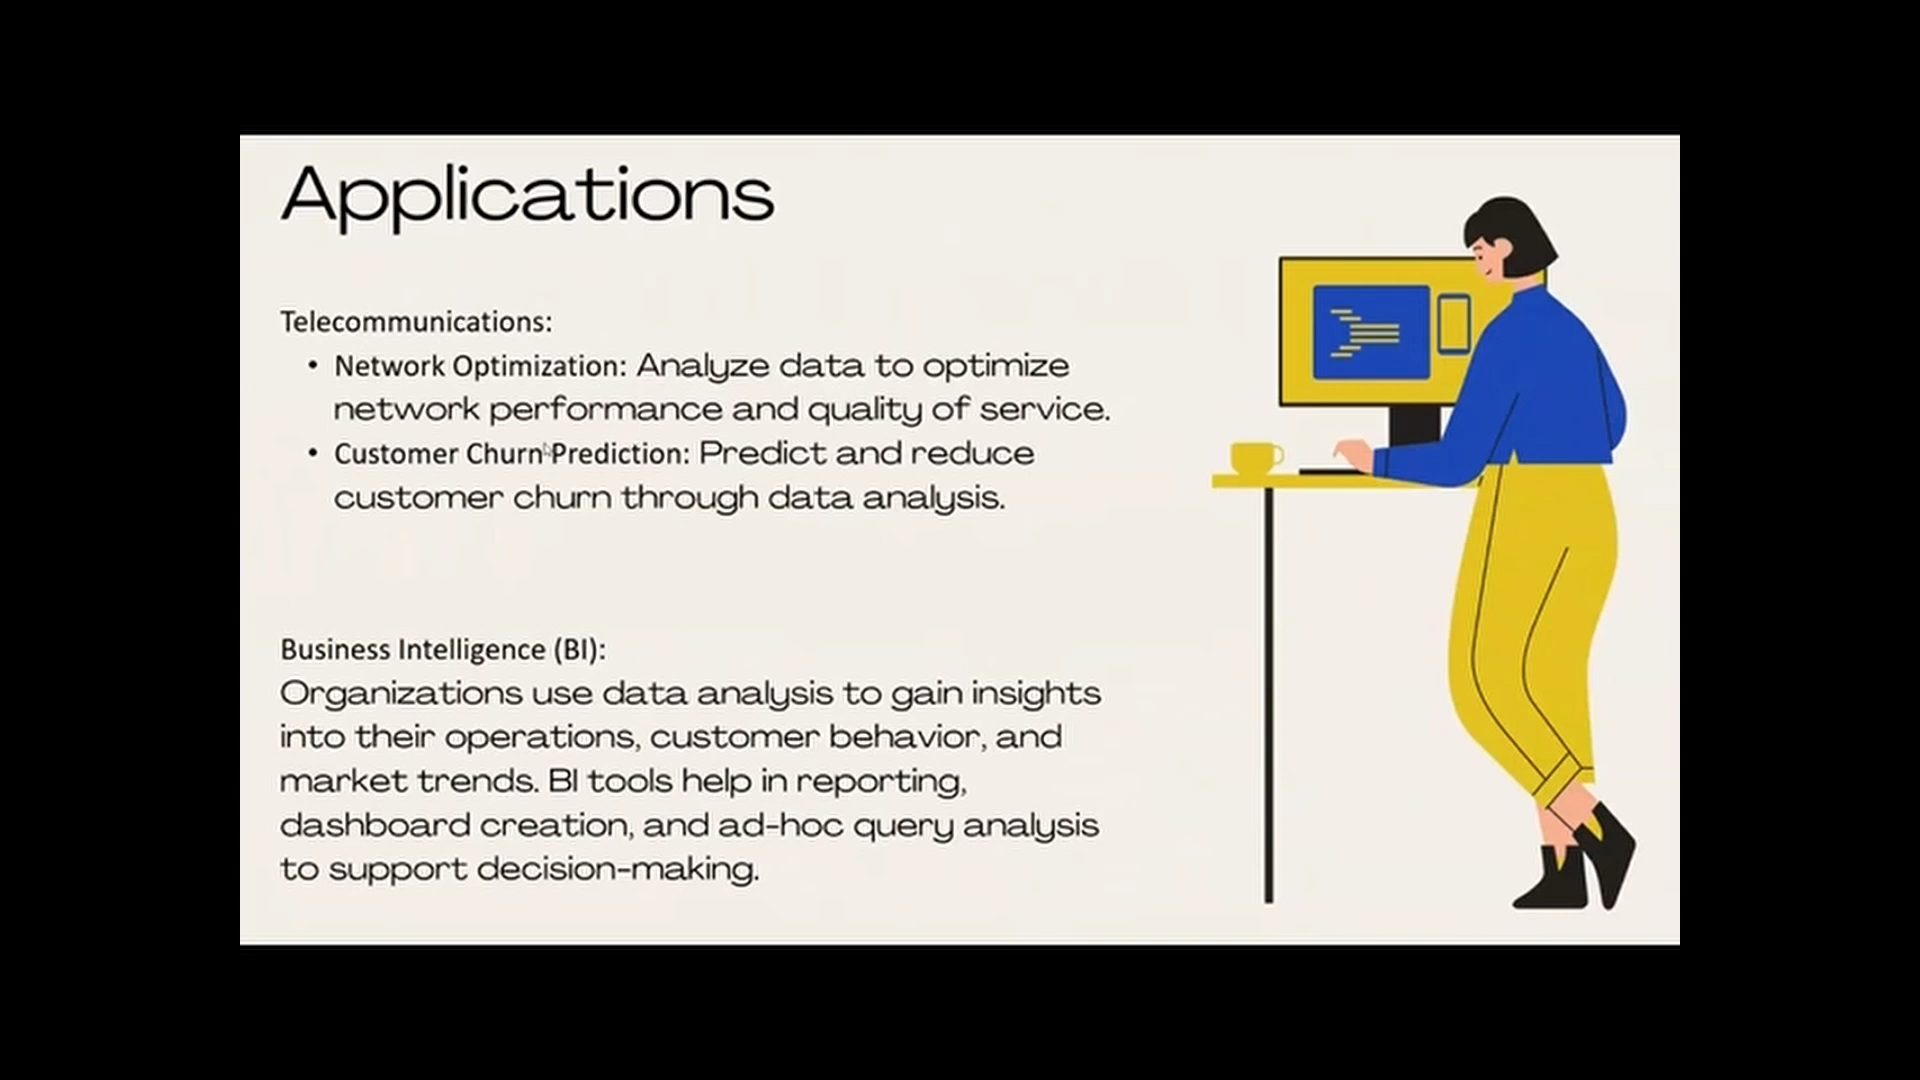 Applications
Telecommunications:
• Network Optimization: Analyze data to optimize
network performance and quality of service.
• Customer Churn Prediction: Predict and reduce
customer churn through data analysis.
Business Intelligence (BI):
Organizations use data analysis to gain insights
into their operations, customer behavior, and
market trends. BI tools help in reporting,
dashboard creation, and ad-hoc query analysis
to support decision-making.